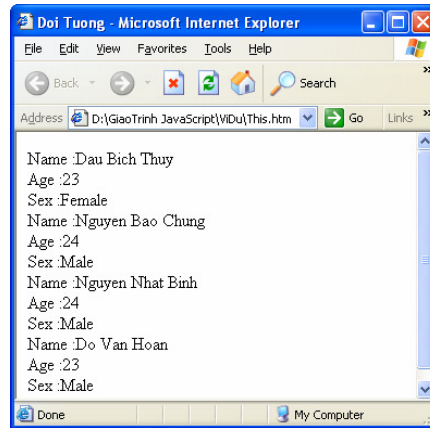 Doi Tuong - Microsoft Internet Explorer
File Edit View Favorites Tools Help
Back Search »
Address D:\GiaoTrinh JavaScript\ViDu\This.htm Go Links »
Name :Dau Bich Thuy
Age :23
Sex :Female
Name :Nguyen Bao Chung
Age :24
Sex :Male
Name :Nguyen Nhat Binh
Age :24
Sex :Male
Name :Do Van Hoan
Age :23
Sex :Male
Done My Computer